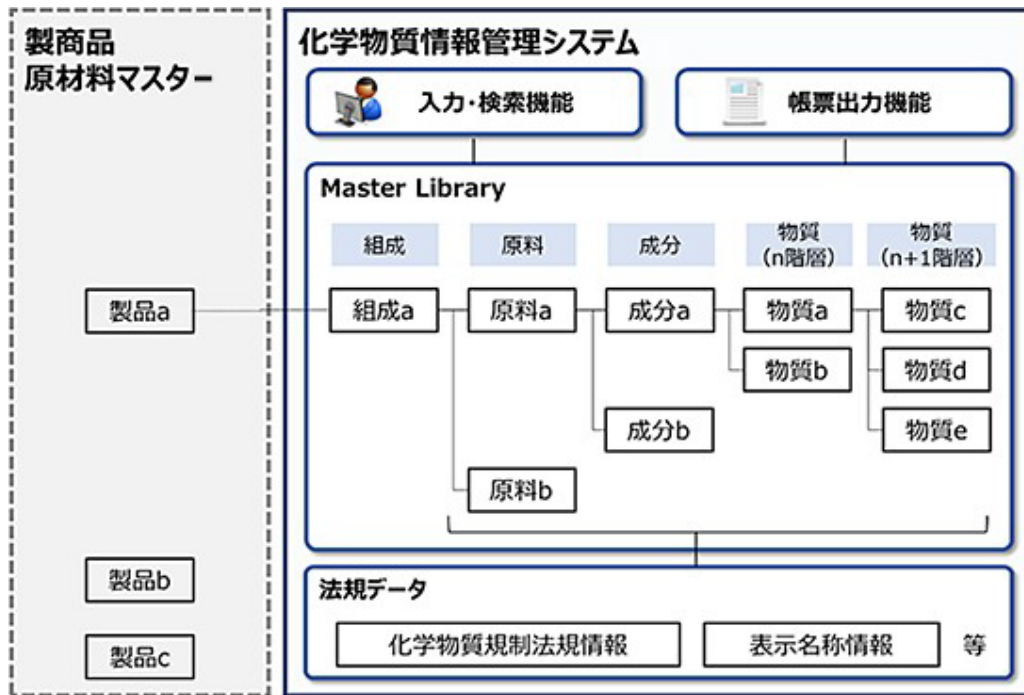 製商品
原材料マスター
化学物質情報管理システム
入力・検索機能
帳票出力機能
Master Library
組成
原料
成分
物質
(n階層)
物質
(n+1階層)
製品a
組成a
原料a
成分a
物質a
物質c
物質b
物質d
成分b
物質e
原料b
製品b
製品c
法規データ
化学物質規制法規情報
表示名称情報
等